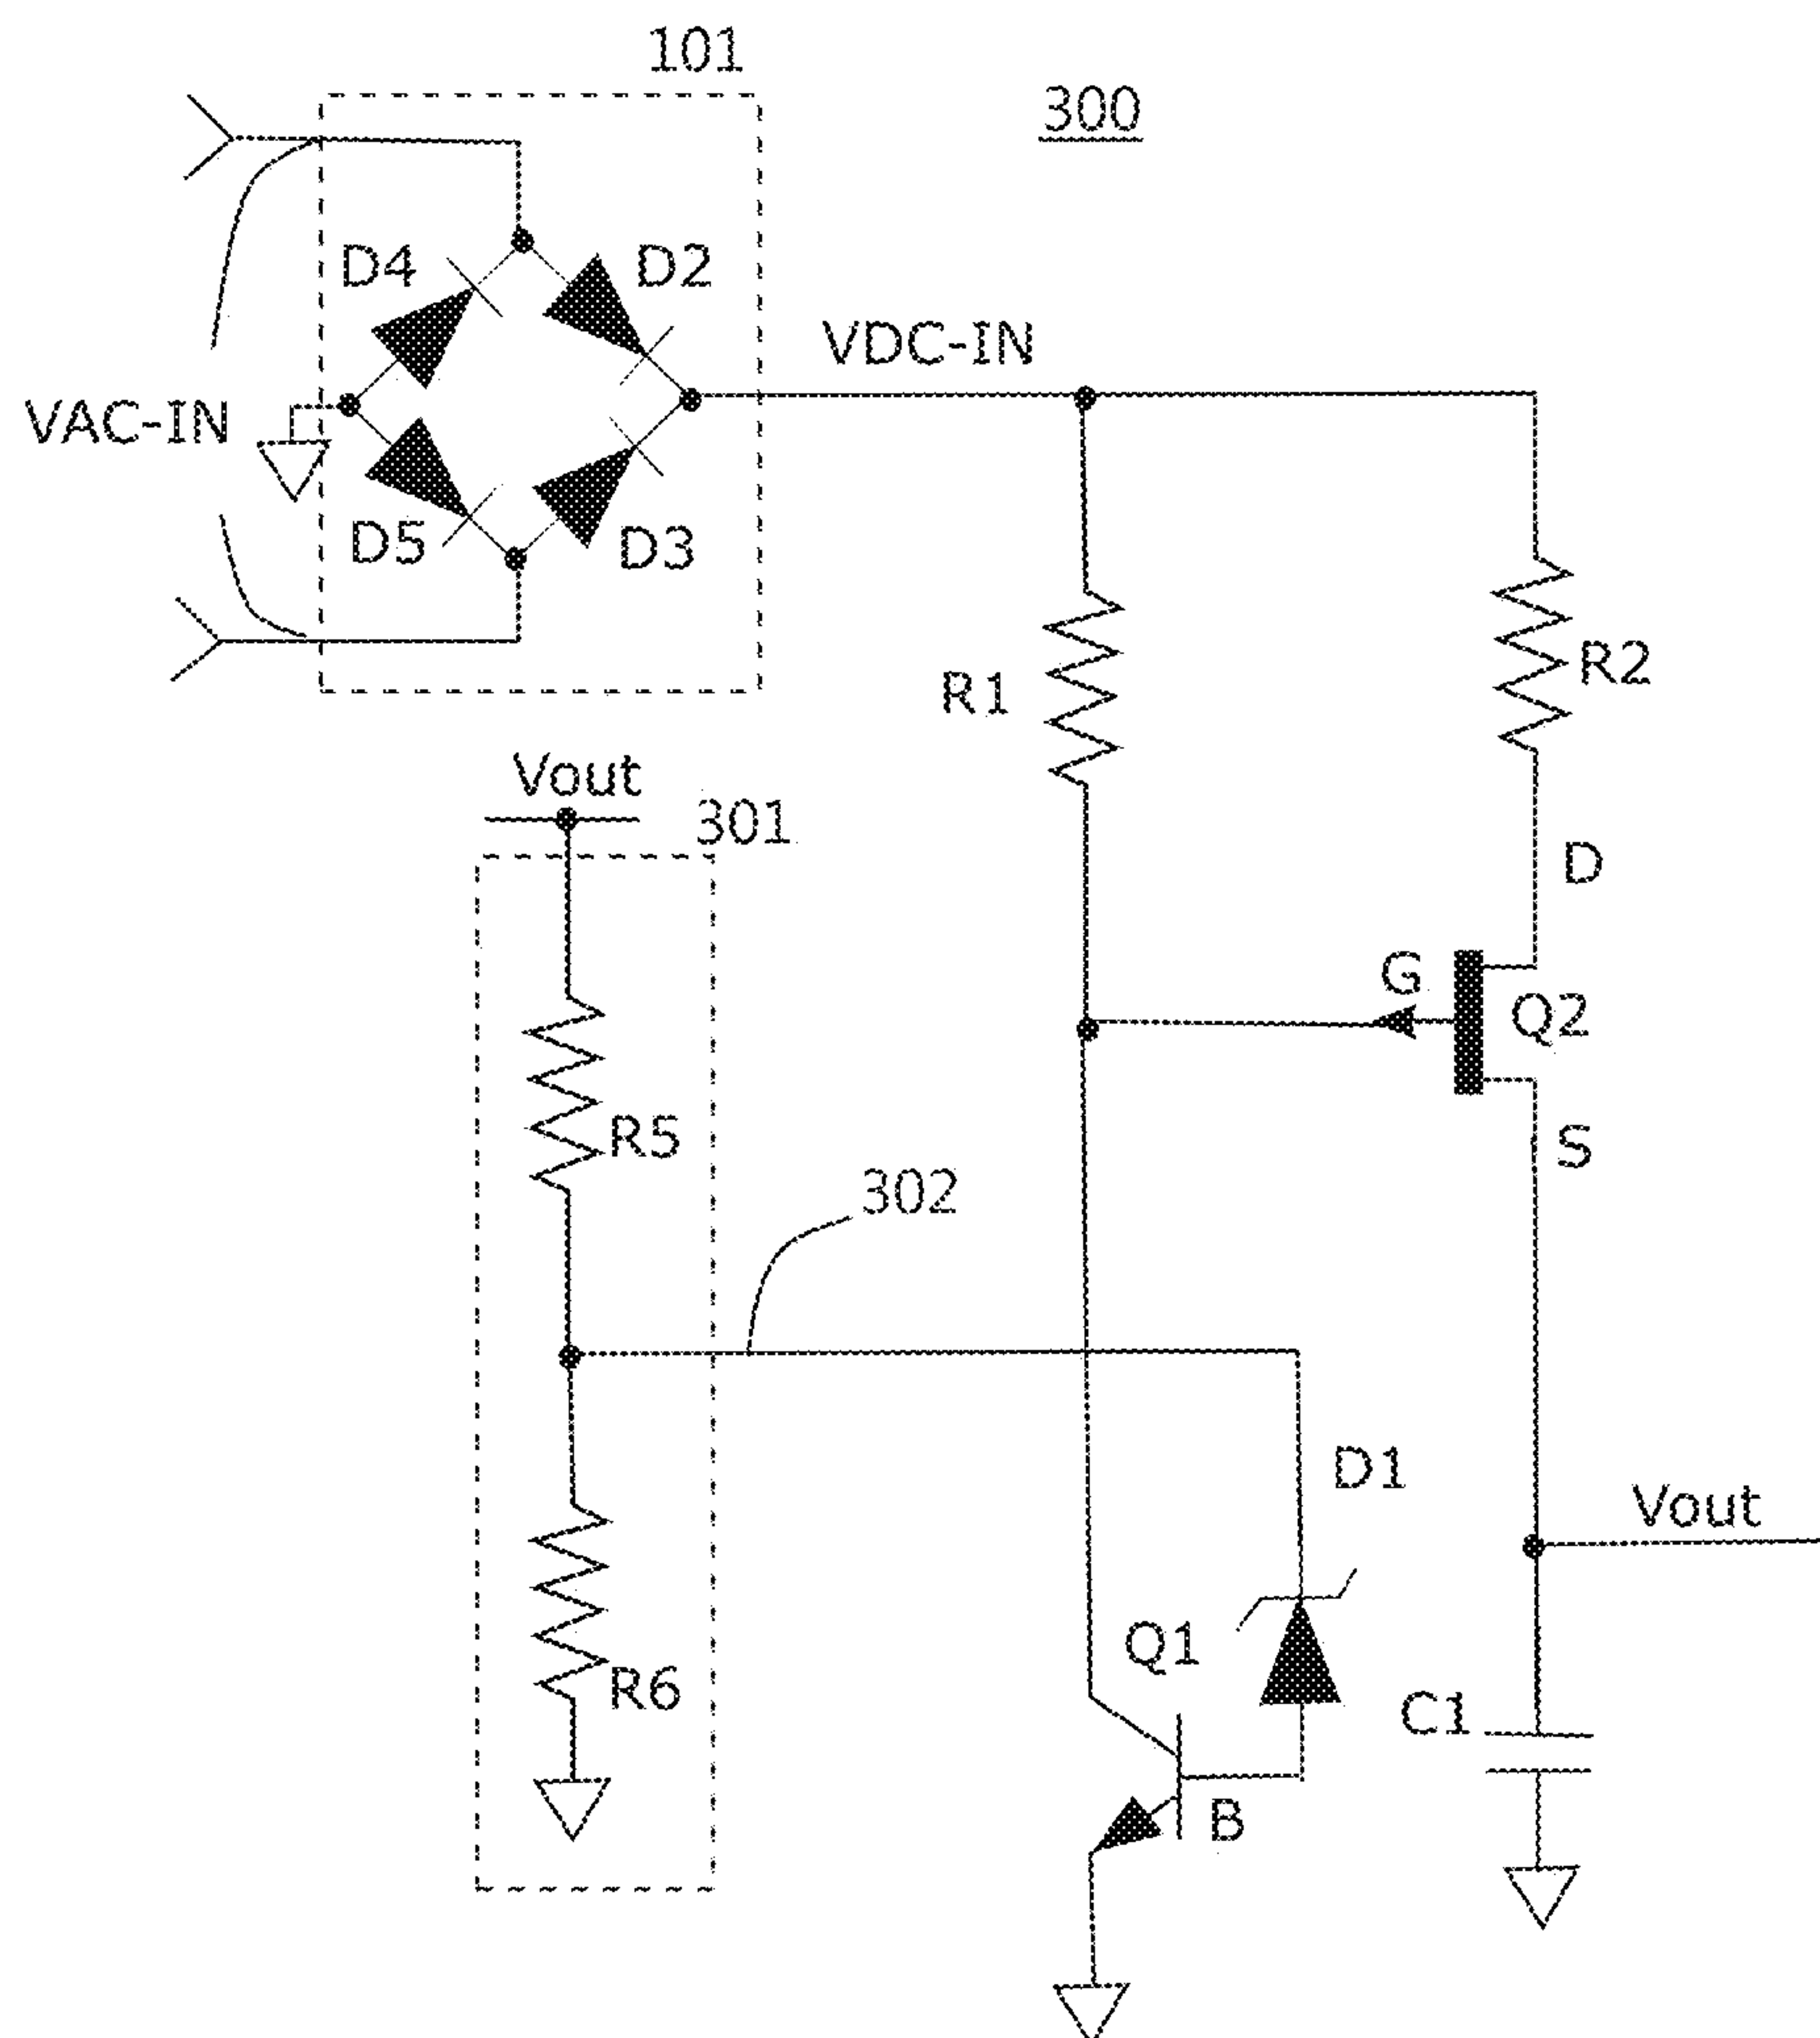 101
300
D4
D2
VDC-IN
VAC-IN
D5
D3
R1
R2
Vout
301
D
G
Q2
R5
S
302
D1
Vout
Q1
R6
C1
B